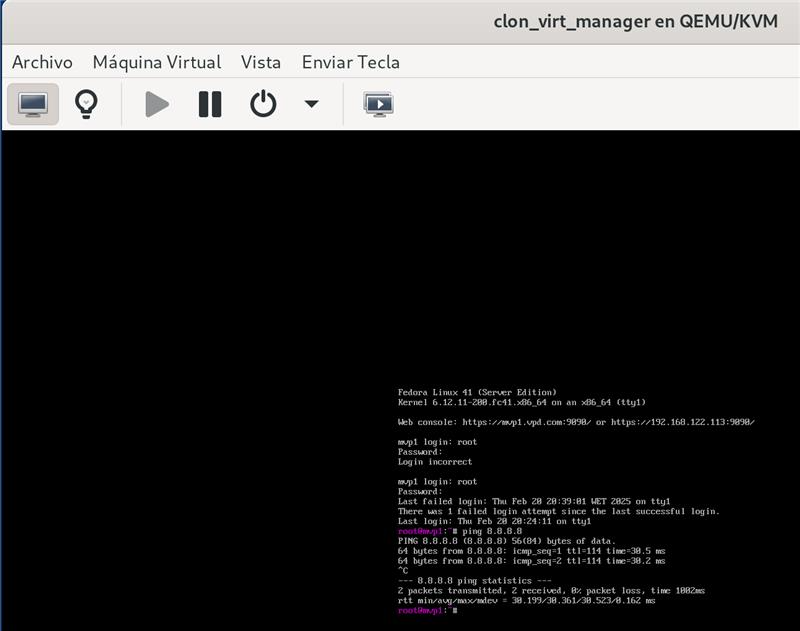 clon_virt_manager en QEMU/KVM
Archivo Máquina Virtual Vista Enviar Tecla
Fedora Linux 41 (Server Edition)
Kernel 6.12.11-200.fc41.x86_64 on an x86_64 (tty1)
Web console: https://mvp1.vpd.com:9090/ or https://192.168.122.113:9090/
mvp1 login: root
Password:
Login incorrect
mvp1 login: root
Password:
Last failed login: Thu Feb 20 20:39:01 WET 2025 on tty1
There was 1 failed login attempt since the last successful login.
Last login: Thu Feb 20 20:24:11 on tty1
root@mvp1:~# ping 8.8.8.8
PING 8.8.8.8 (8.8.8.8) 56(84) bytes of data.
64 bytes from 8.8.8.8: icmp_seq=1 ttl=114 time=30.5 ms
64 bytes from 8.8.8.8: icmp_seq=2 ttl=114 time=30.2 ms
^C
--- 8.8.8.8 ping statistics ---
2 packets transmitted, 2 received, 0% packet loss, time 1002ms
rtt min/avg/max/mdev = 30.199/30.361/30.523/0.162 ms
root@mvp1:~#